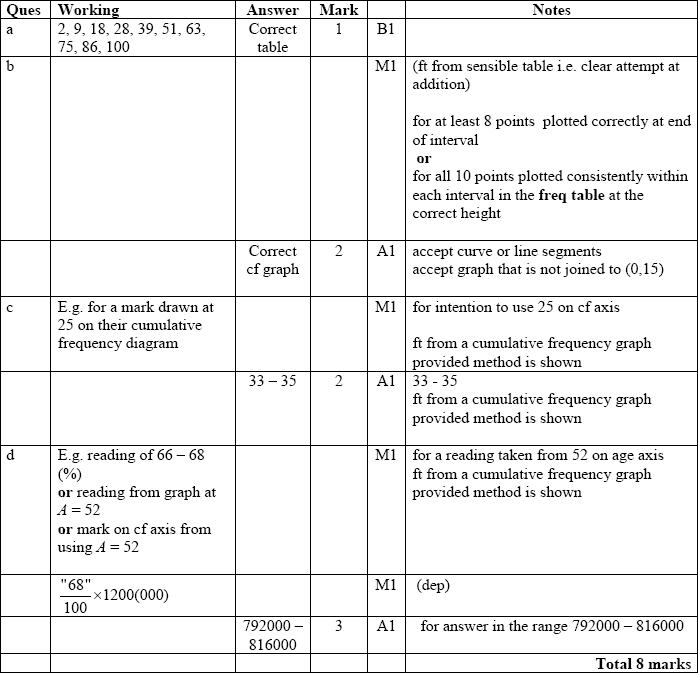 Ques Working Answer Mark Notes
a 2, 9, 18, 28, 39, 51, 63, Correct 1 B1
75, 86, 100 table
b M1 (ft from sensible table i.e. clear attempt at
addition)
for at least 8 points plotted correctly at end
of interval
or
for all 10 points plotted consistently within
each interval in the freq table at the
correct height
Correct 2 A1 accept curve or line segments
cf graph accept graph that is not joined to (0,15)
c E.g. for a mark drawn at M1 for intention to use 25 on cf axis
25 on their cumulative
frequency diagram ft from a cumulative frequency graph
provided method is shown
33 – 35 2 A1 33 - 35
ft from a cumulative frequency graph
provided method is shown
d E.g. reading of 66 – 68 M1 for a reading taken from 52 on age axis
(%) ft from a cumulative frequency graph
or reading from graph at provided method is shown
A = 52
or mark on cf axis from
using A = 52
"68"/100 ×1200(000) M1 (dep)
792000 – 3 A1 for answer in the range 792000 – 816000
816000
Total 8 marks